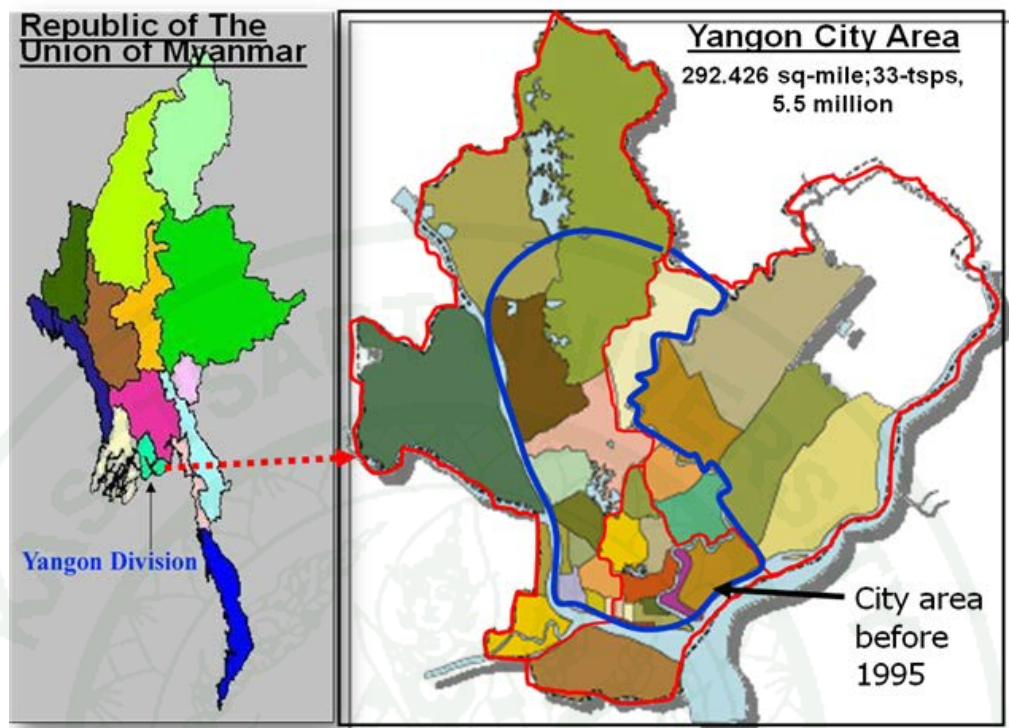 Republic of The
Union of Myanmar
Yangon Division
Yangon City Area
292.426 sq-mile;33-tsps,
5.5 million
City area
before
1995